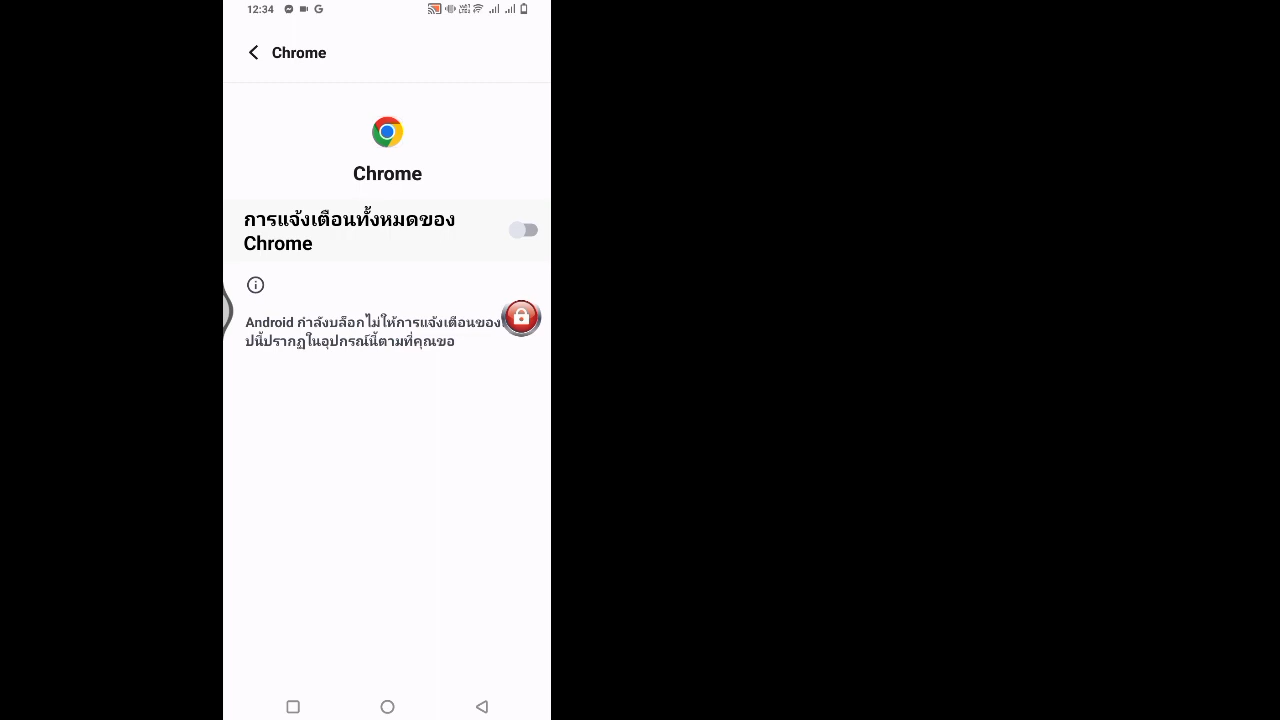 12:34
Chrome
Chrome
การแจ้งเตือนทั้งหมดของ
Chrome
Android กำลังบล็อกไม่ให้การแจ้งเตือนของ
ปนี้ปรากฏในอุปกรณ์นี้ตามที่คุณขอ